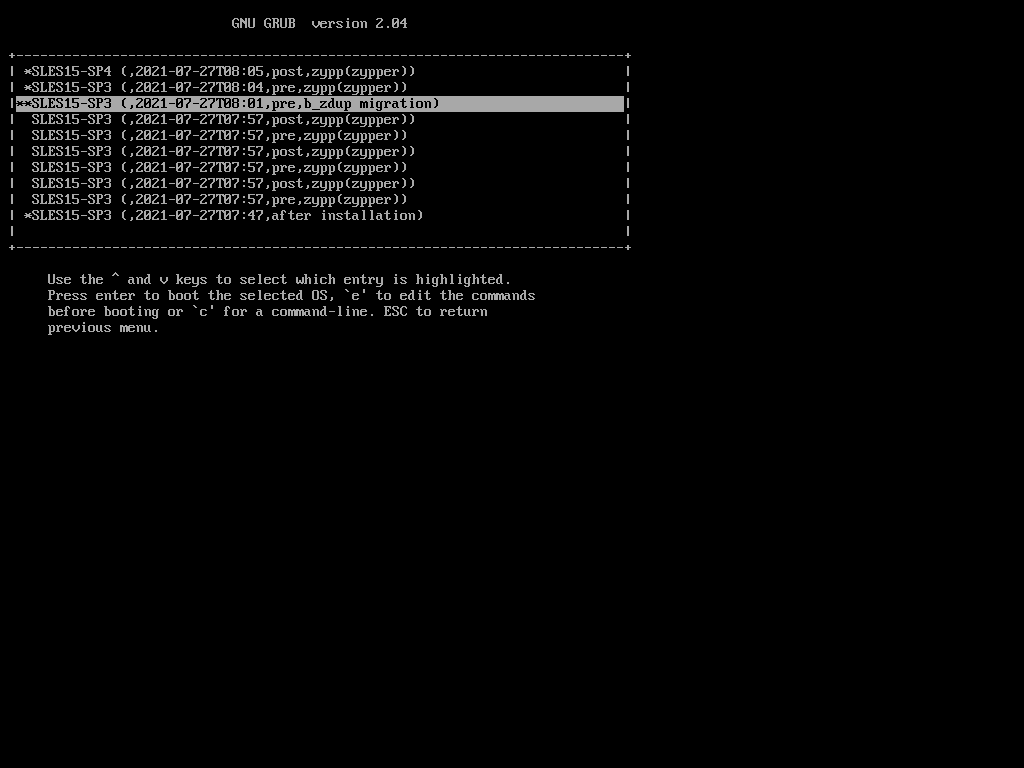 GNU GRUB  version 2.04
+----------------------------------------------------------------------------+
| *SLES15-SP4 (,2021-07-27T08:05,post,zypp(zypper))                          |
| *SLES15-SP3 (,2021-07-27T08:04,pre,zypp(zypper))                           |
|**SLES15-SP3 (,2021-07-27T08:01,pre,b_zdup migration)                       |
|  SLES15-SP3 (,2021-07-27T07:57,post,zypp(zypper))                          |
|  SLES15-SP3 (,2021-07-27T07:57,pre,zypp(zypper))                           |
|  SLES15-SP3 (,2021-07-27T07:57,post,zypp(zypper))                          |
|  SLES15-SP3 (,2021-07-27T07:57,pre,zypp(zypper))                           |
|  SLES15-SP3 (,2021-07-27T07:57,post,zypp(zypper))                          |
|  SLES15-SP3 (,2021-07-27T07:57,pre,zypp(zypper))                           |
| *SLES15-SP3 (,2021-07-27T07:47,after installation)                         |
|                                                                            |
+----------------------------------------------------------------------------+
Use the ^ and v keys to select which entry is highlighted.
Press enter to boot the selected OS, `e' to edit the commands
before booting or `c' for a command-line. ESC to return
previous menu.